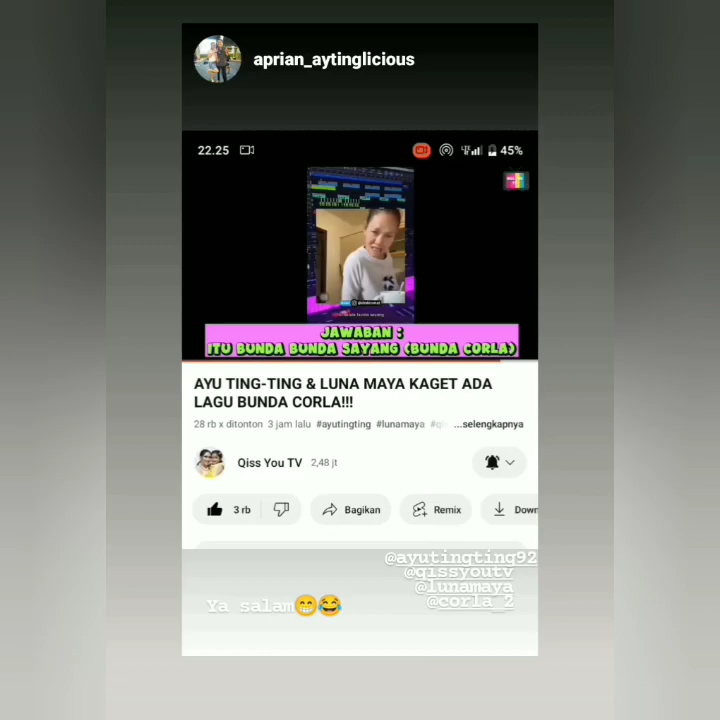 aprian_aytinglicious
22.25
45%
JAWABAN :
ITU BUNDA BUNDA SAYANG (BUNDA CORLA)
AYU TING-TING & LUNA MAYA KAGET ADA
LAGU BUNDA CORLA!!!
28 rb x ditonton 3 jam lalu #ayutingting #lunamaya ...selengkapnya
Qiss You TV 2,48 jt
3 rb
Bagikan
Remix
Down
@ayutingting92
@qissyoutv
@lunamaya
@corla_2
Ya salam😁😂